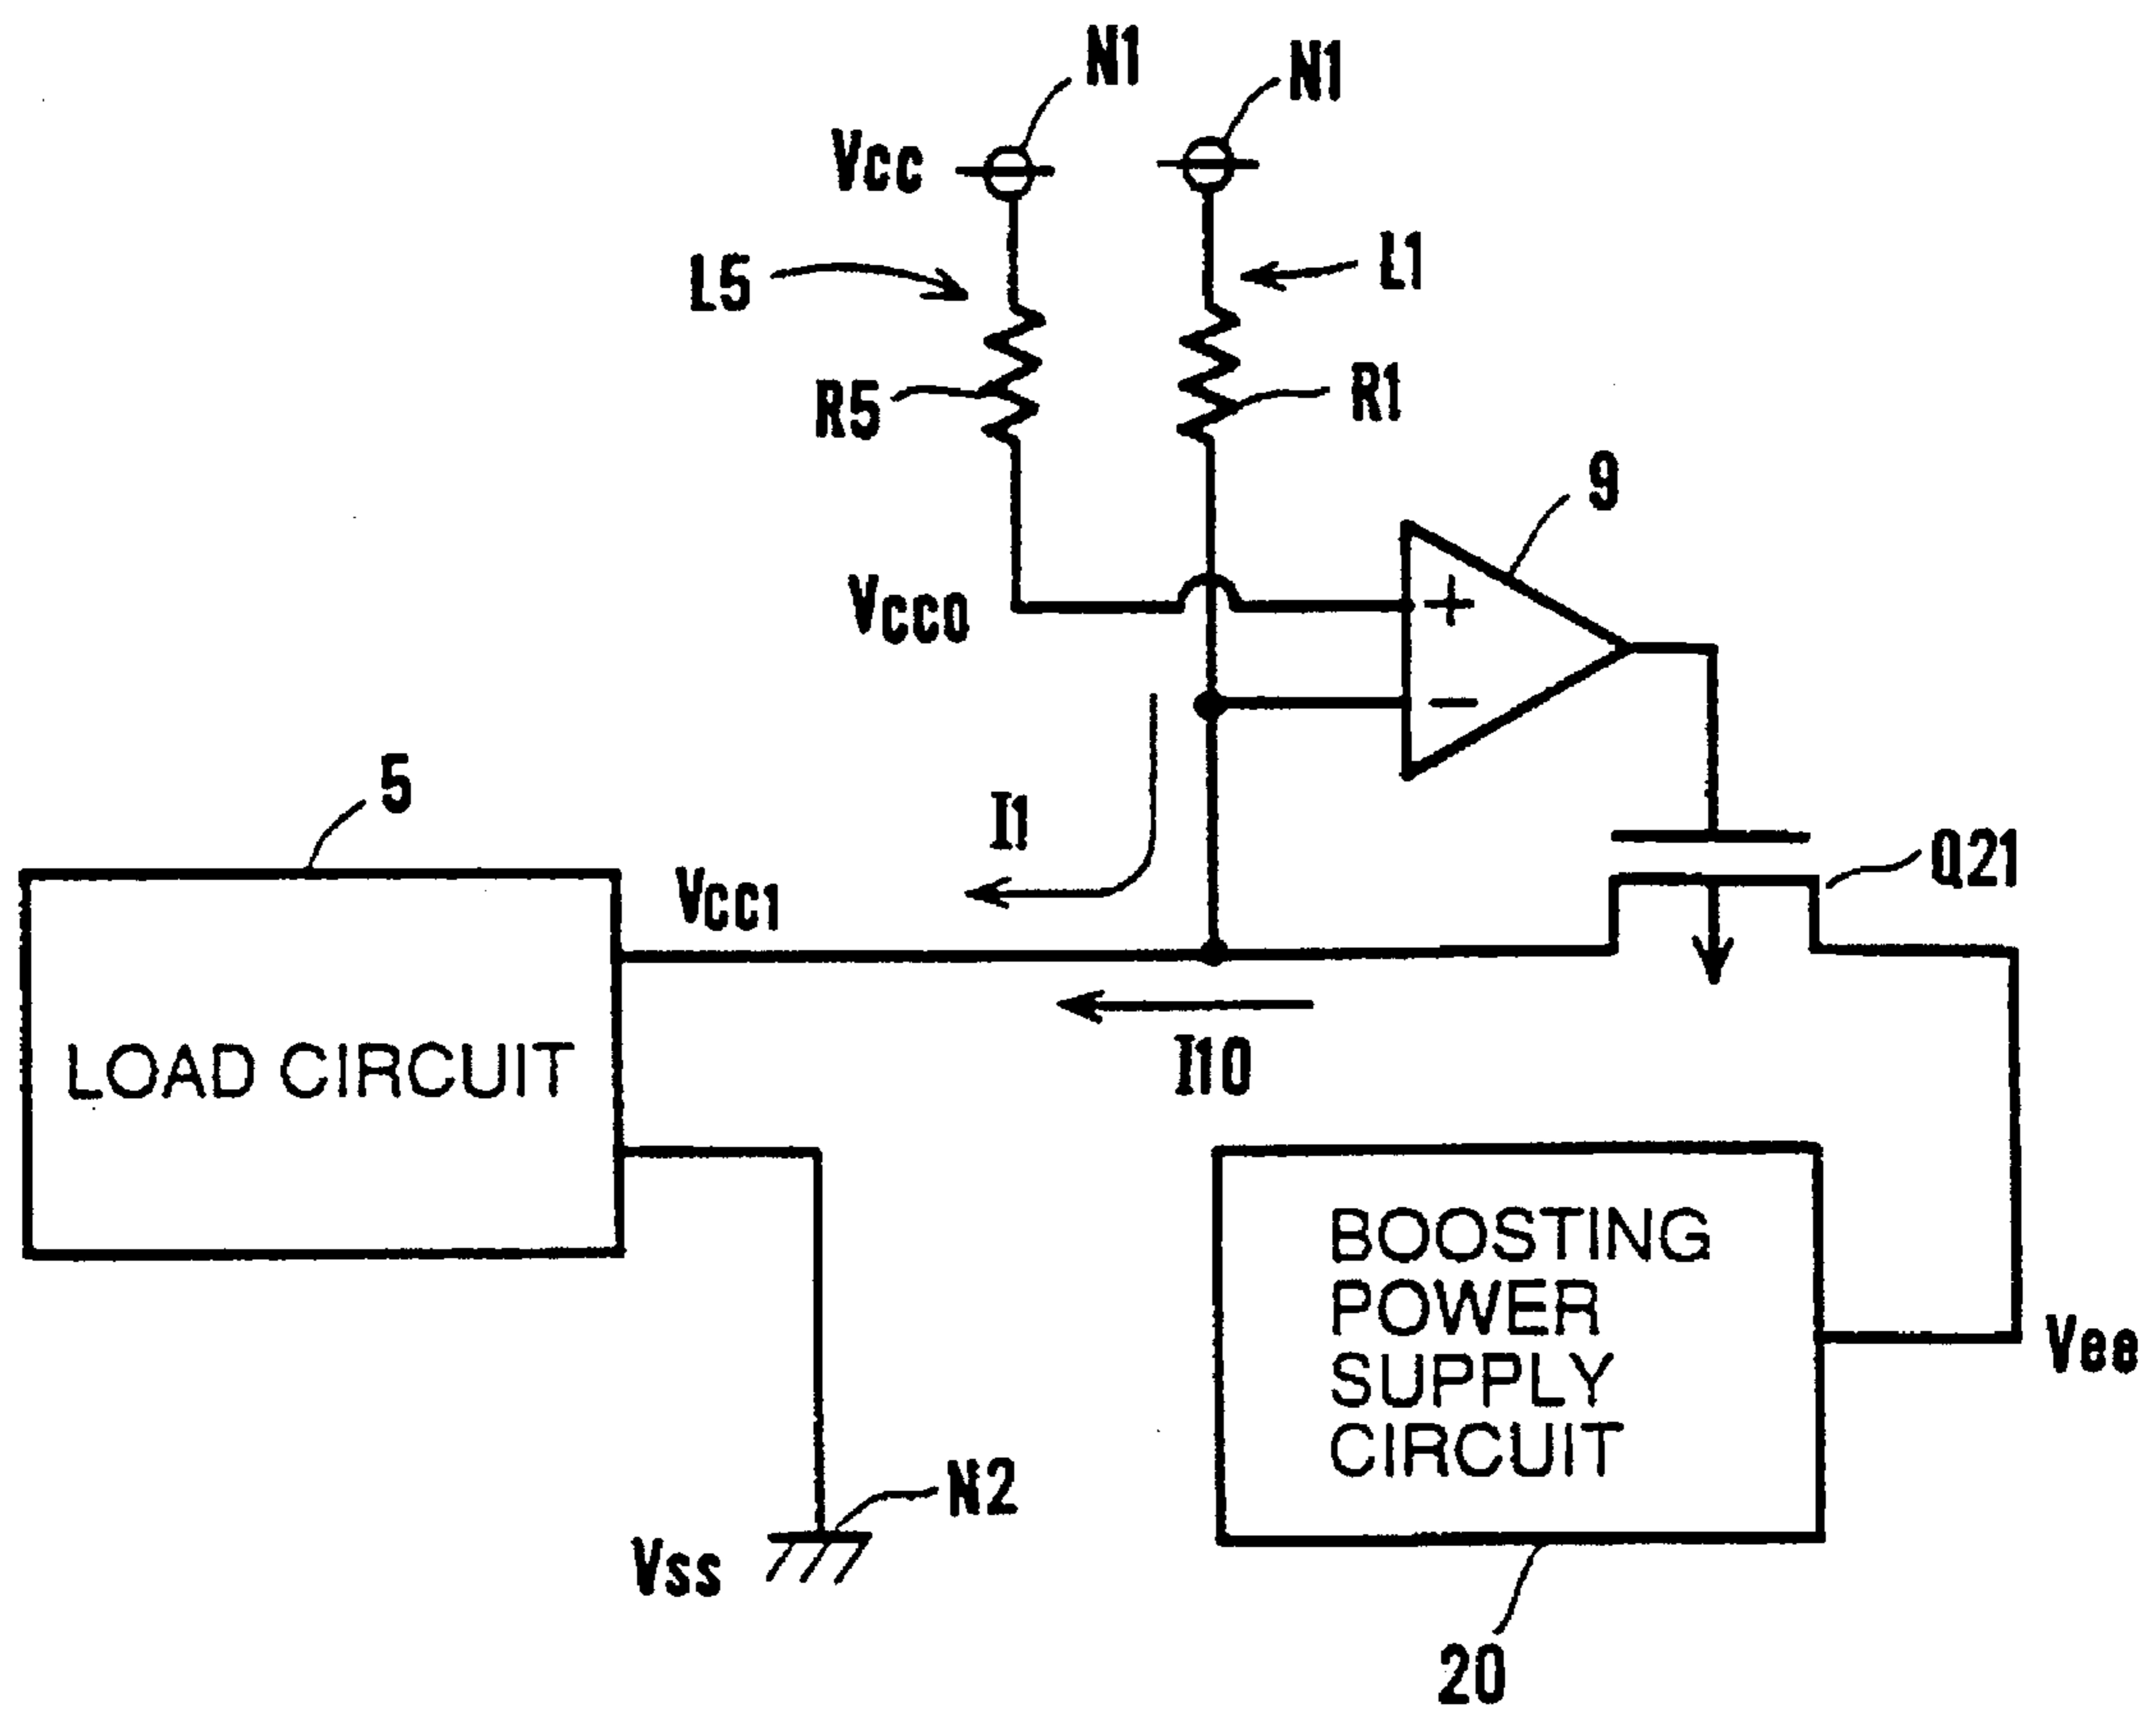 N1
N1
Vcc
L5
L1
R5
R1
9
VCC0
+
−
5
I1
VCC1
Q21
LOAD CIRCUIT
I10
BOOSTING
POWER
SUPPLY
CIRCUIT
Vee
N2
Vss
20